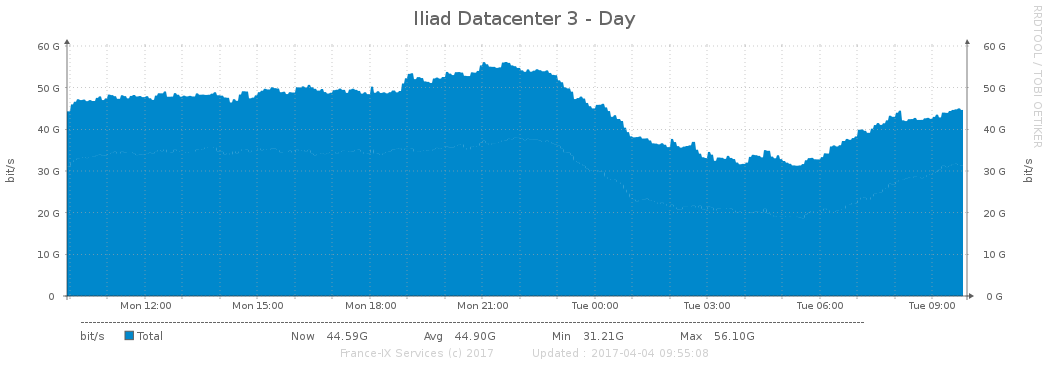 Iliad Datacenter 3 - Day
RRDTOOL / TOBI OETIKER
60 G 60 G
50 G 50 G
40 G 40 G
30 G 30 G
20 G 20 G
10 G 10 G
0 0 G
bit/s bit/s
Mon 12:00 Mon 15:00 Mon 18:00 Mon 21:00 Tue 00:00 Tue 03:00 Tue 06:00 Tue 09:00
bit/s Total Now 44.59G Avg 44.90G Min 31.21G Max 56.10G
France-IX Services (c) 2017 Updated : 2017-04-04 09:55:08